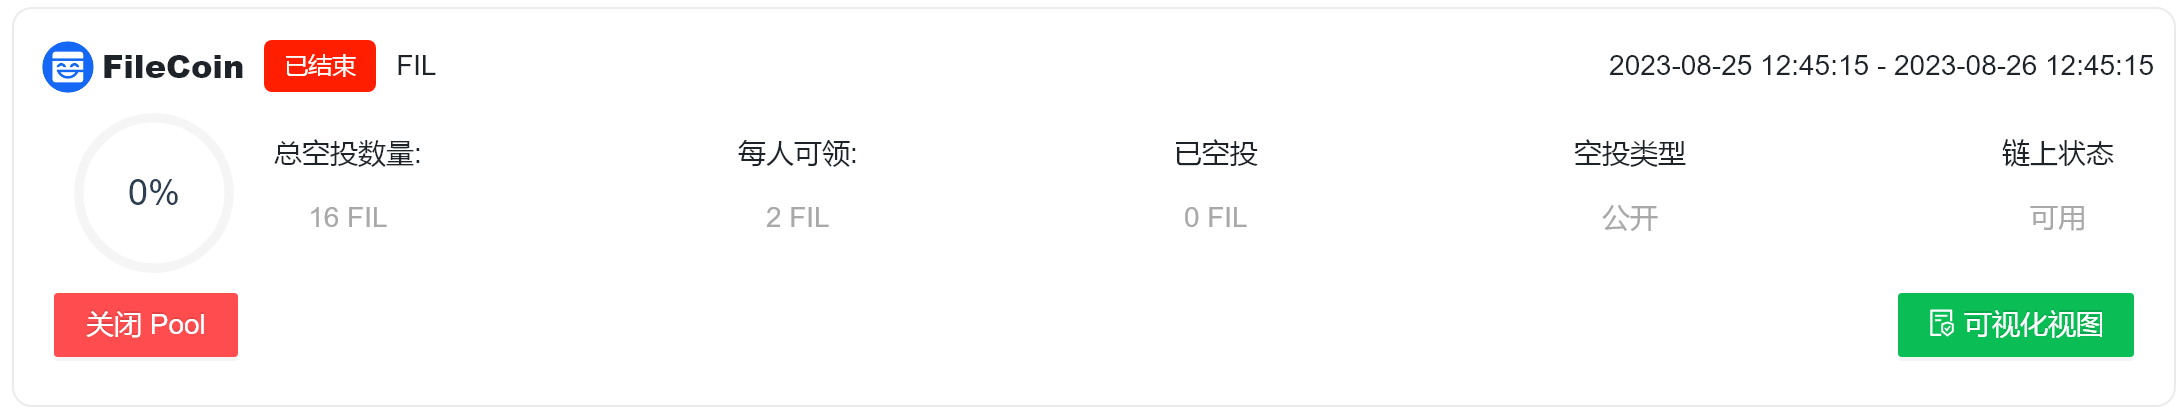 FileCoin 已结束 FIL 2023-08-25 12:45:15 - 2023-08-26 12:45:15
总空投数量: 每人可领: 已空投 空投类型 链上状态
0%
16 FIL 2 FIL 0 FIL 公开 可用
关闭 Pool 可视化视图